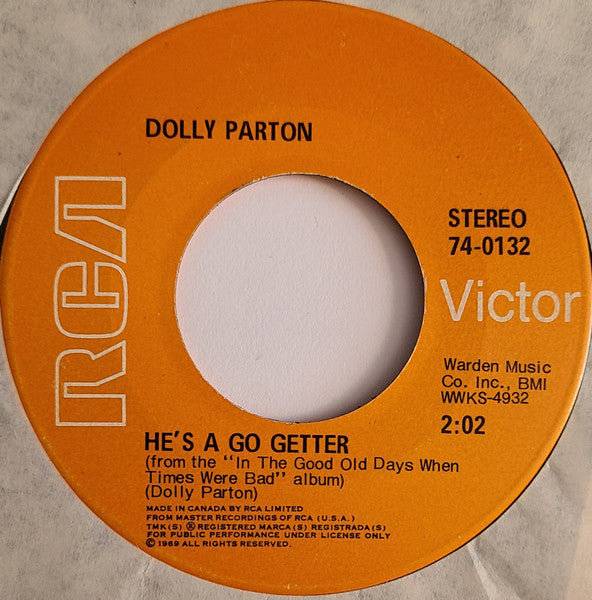 DOLLY PARTON
RCA
STEREO
74-0132
Victor
Warden Music
Co. Inc., BMI
WWKS-4932
2:02
HE'S A GO GETTER
(from the "In The Good Old Days When
Times Were Bad" album)
(Dolly Parton)
MADE IN CANADA BY RCA LIMITED
FROM MASTER RECORDINGS OF RCA (U.S.A.)
TMK(S) ® REGISTERED MARCA(S) REGISTRADA(S)
FOR PUBLIC PERFORMANCE UNDER LICENSE ONLY
©1969 ALL RIGHTS RESERVED.